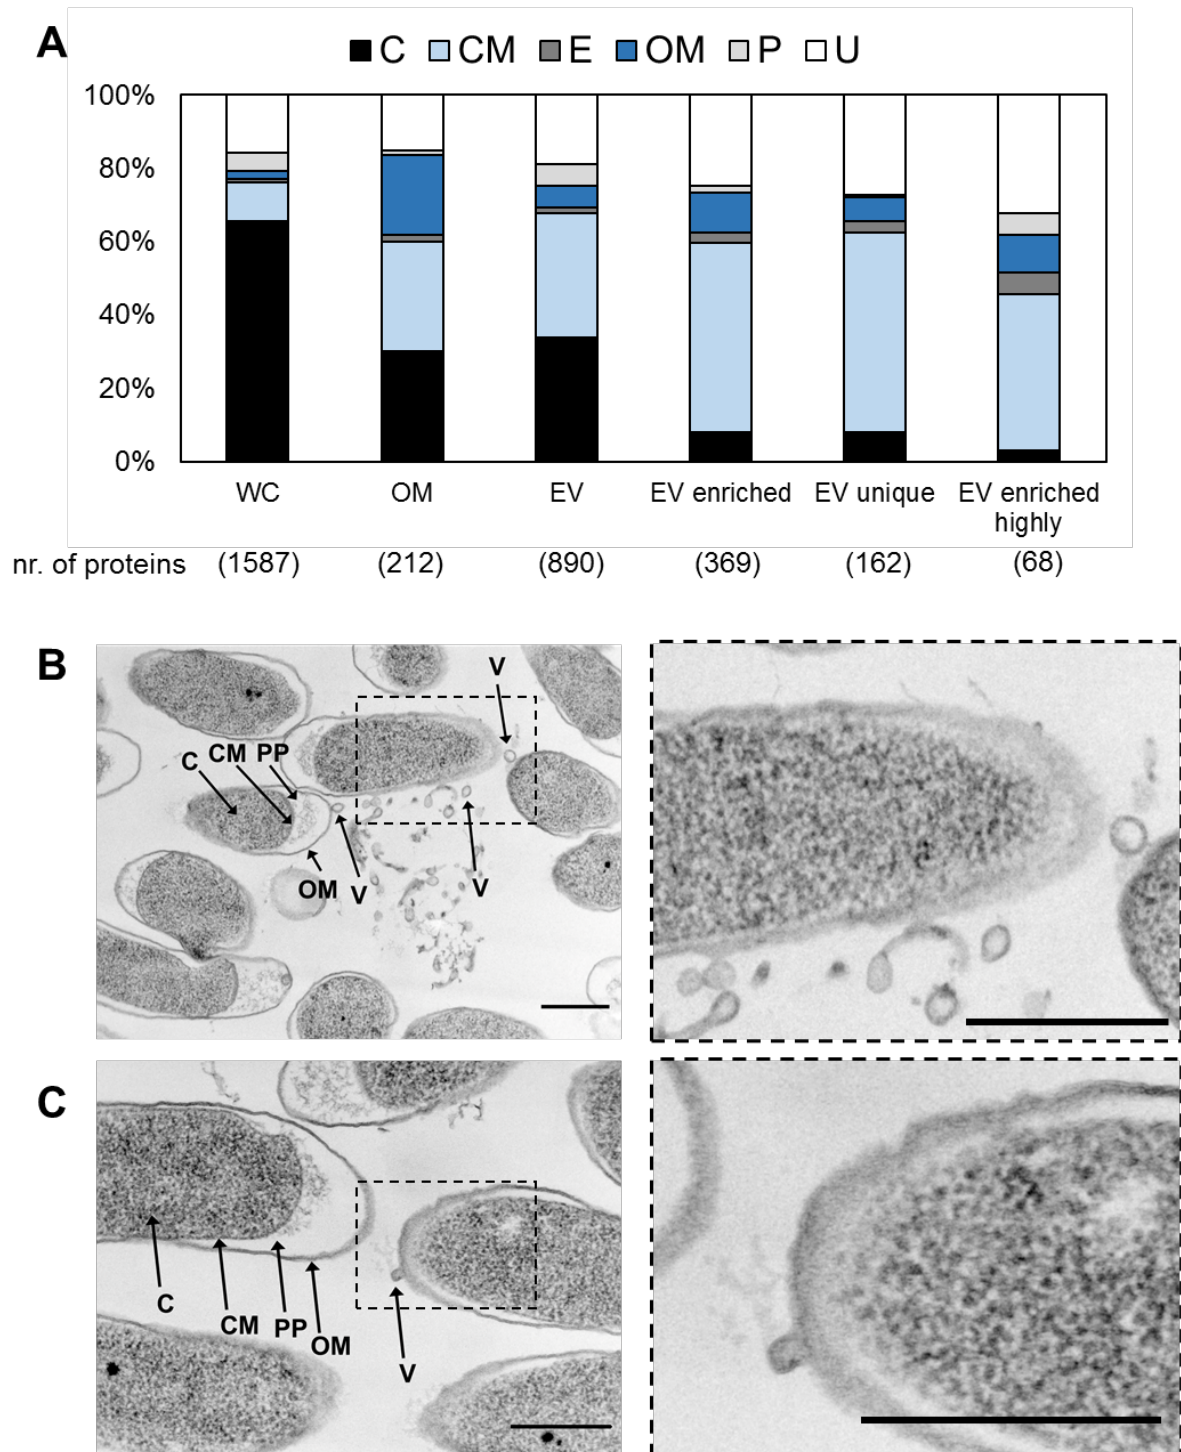 A
C CM E OM P U
100%
80%
60%
40%
20%
0%
WC OM EV EV enriched EV unique EV enriched
highly
nr. of proteins (1587) (212) (890) (369) (162) (68)
B
V
C CM PP
OM V V
C
C CM PP OM
V